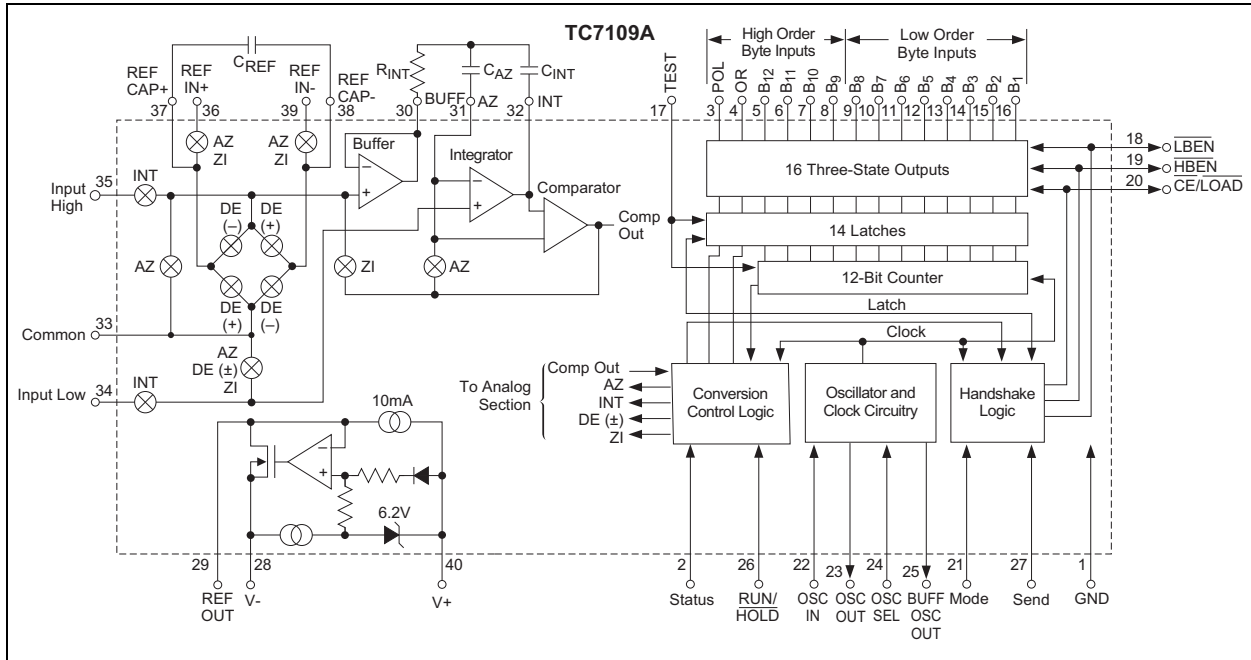 TC7109A
High Order
Byte Inputs
Low Order
Byte Inputs
REF
CAP+
37
REF
IN+
36
CREF
REF
IN-
39
REF
CAP-
38
RINT
BUFF
30
CAZ
AZ
31
CINT
INT
32
TEST
17
POL
3
OR
4
B12
5
B11
6
B10
7
B9
8
B8
9
B7
10
B6
11
B5
12
B4
13
B3
14
B2
15
B1
16
AZ
ZI
AZ
ZI
Buffer
–
+
Integrator
–
+
Comparator
Comp
Out
16 Three-State Outputs
18
LBEN
19
HBEN
20
CE/LOAD
Input
High
35
INT
DE
(–)
DE
(+)
AZ
DE
(+)
DE
(–)
ZI
AZ
14 Latches
12-Bit Counter
Latch
Clock
Common
33
AZ
DE (±)
ZI
Input Low
34
INT
To Analog
Section
Comp Out
AZ
INT
DE (±)
ZI
Conversion
Control Logic
Oscillator and
Clock Circuitry
Handshake
Logic
10mA
–
+
6.2V
29
REF
OUT
28
V-
40
V+
2
Status
26
RUN/
HOLD
22
OSC
IN
23
OSC
OUT
24
OSC
SEL
25
BUFF
OSC
OUT
21
Mode
27
Send
1
GND